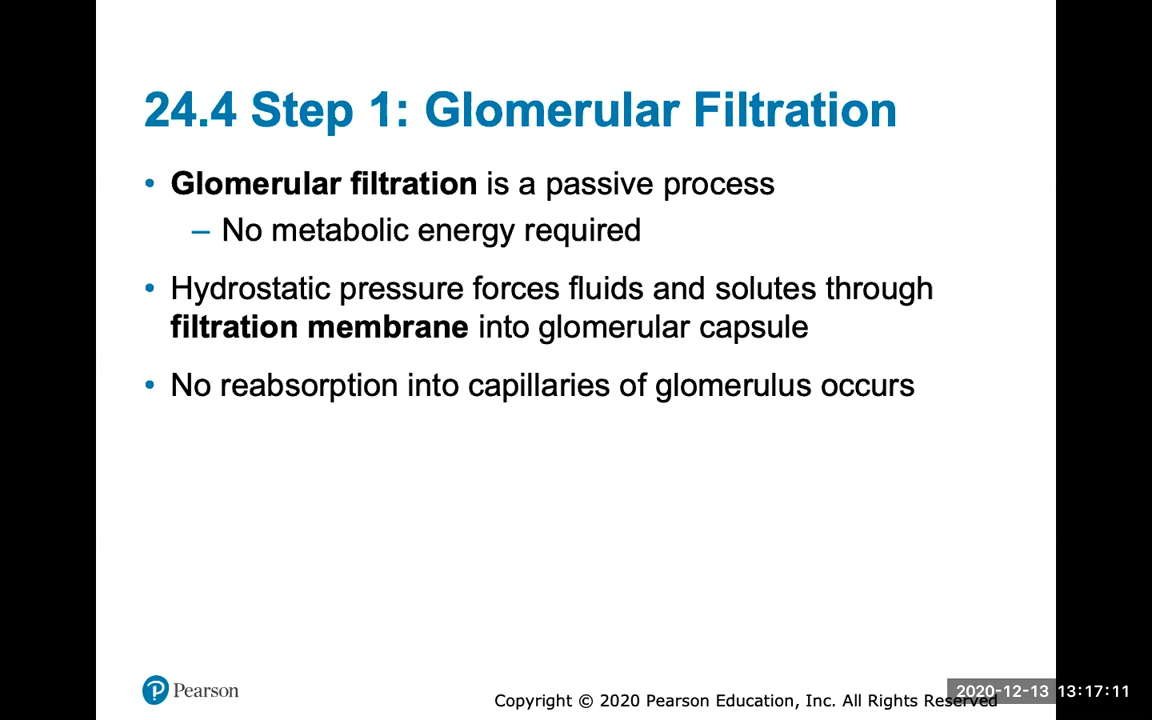 24.4 Step 1: Glomerular Filtration
• Glomerular filtration is a passive process
– No metabolic energy required
• Hydrostatic pressure forces fluids and solutes through
filtration membrane into glomerular capsule
• No reabsorption into capillaries of glomerulus occurs
P Pearson
Copyright © 2020 Pearson Education, Inc. All Rights Reserved
2020-12-13 13:17:11